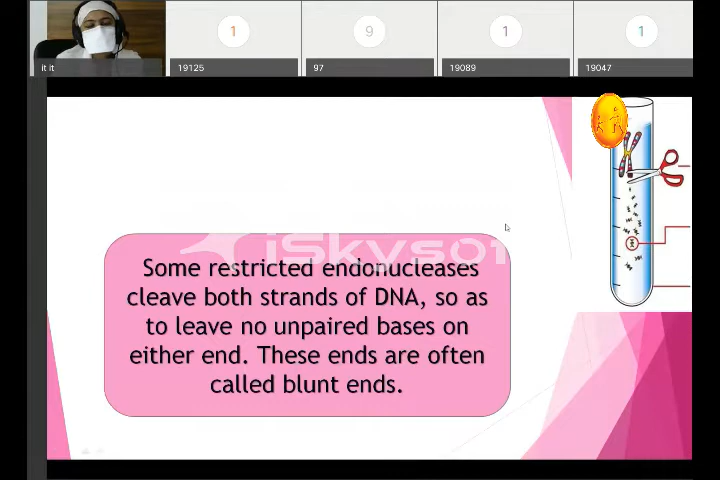 1
9
1
1
it it
19125
97
19089
19047
iSkysof
Some restricted endonucleases
cleave both strands of DNA, so as
to leave no unpaired bases on
either end. These ends are often
called blunt ends.